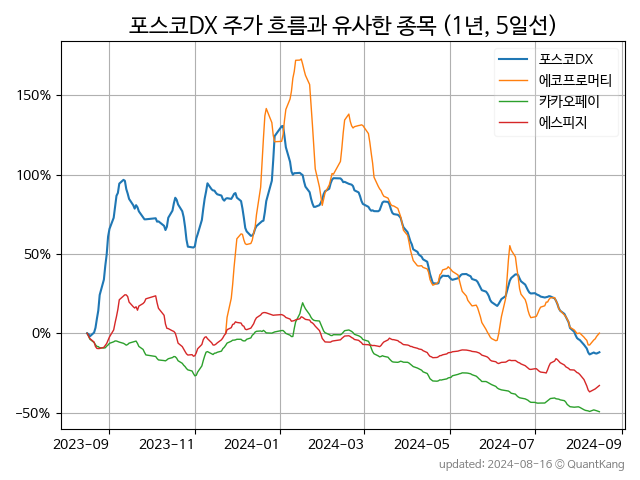 포스코DX 주가 흐름과 유사한 종목 (1년, 5일선)
포스코DX
에코프로머티
카카오페이
에스피지
150%
100%
50%
0%
−50%
2023-09 2023-11 2024-01 2024-03 2024-05 2024-07 2024-09
updated: 2024-08-16 © QuantKang